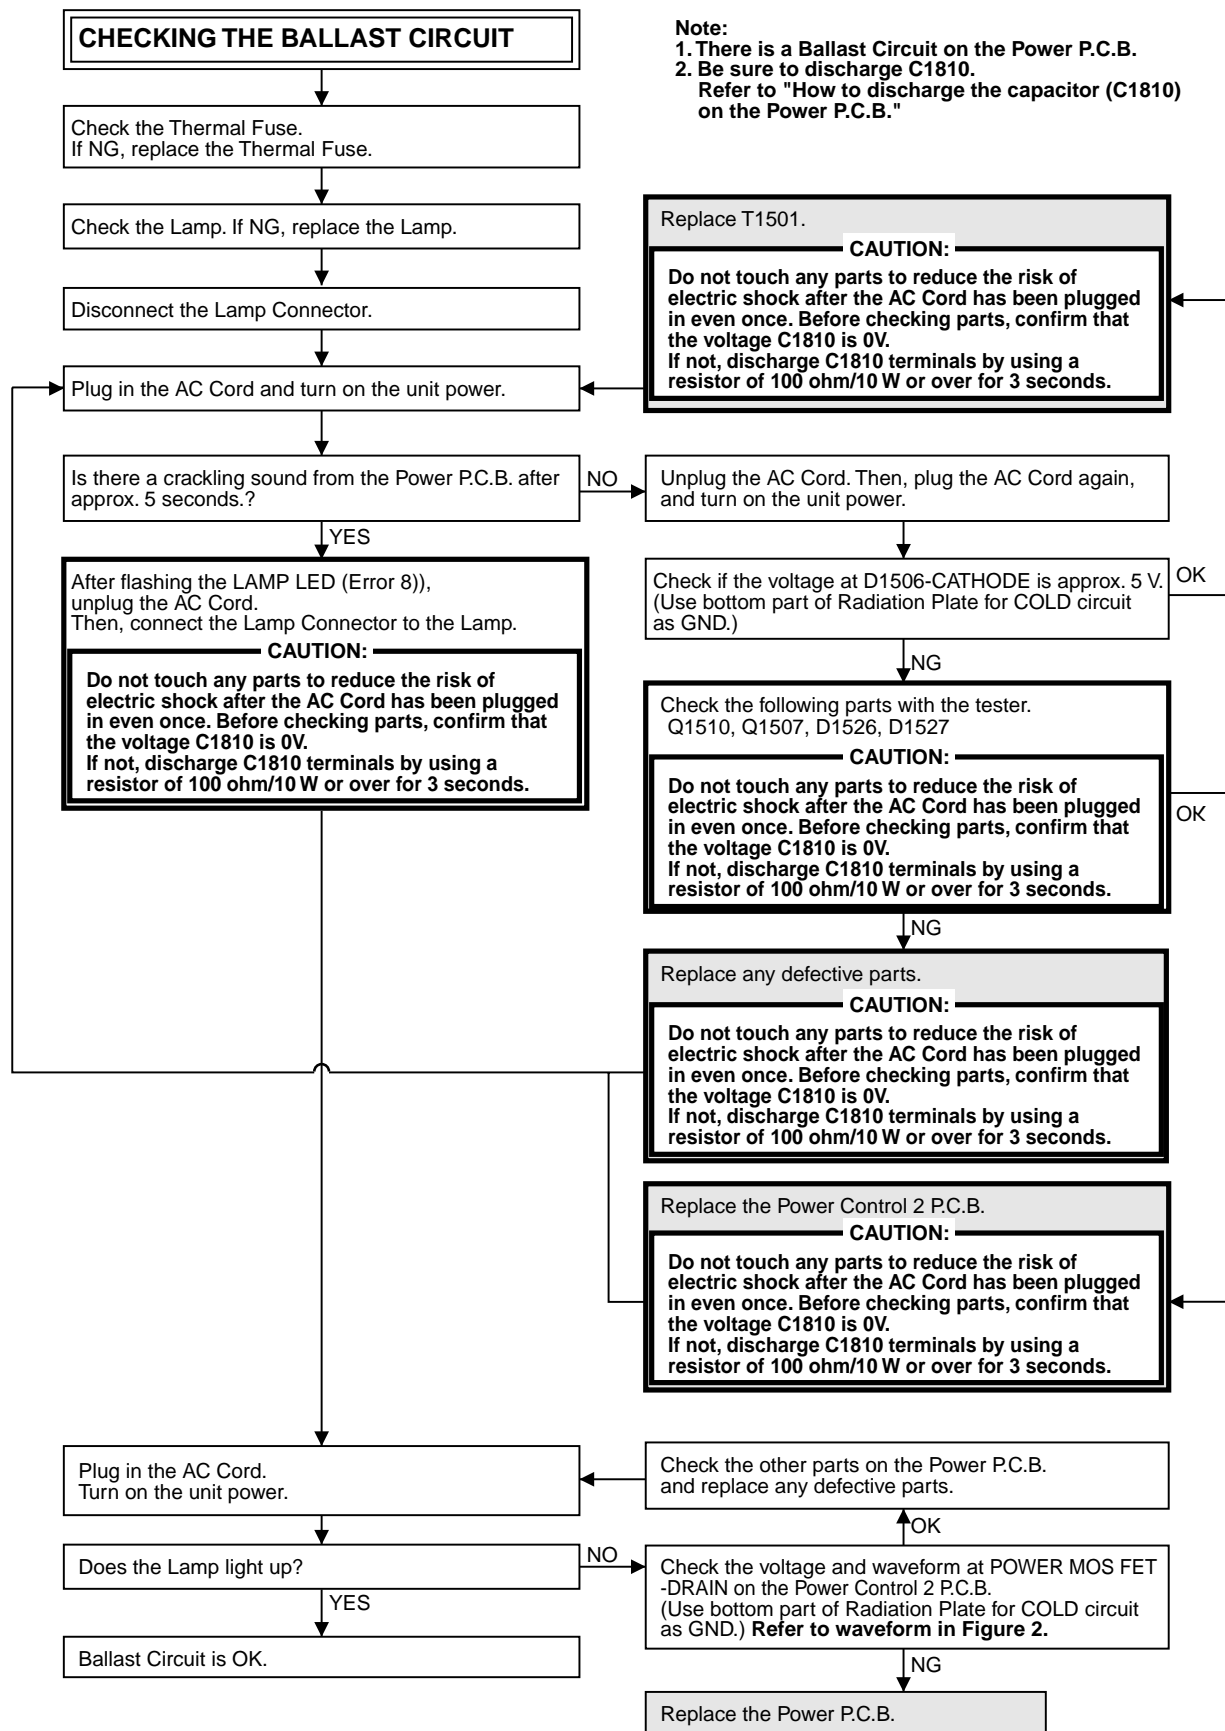 CHECKING THE BALLAST CIRCUIT
Note:
1. There is a Ballast Circuit on the Power P.C.B.
2. Be sure to discharge C1810.
Refer to "How to discharge the capacitor (C1810)
on the Power P.C.B."
Check the Thermal Fuse.
If NG, replace the Thermal Fuse.
Check the Lamp. If NG, replace the Lamp.
Disconnect the Lamp Connector.
Plug in the AC Cord and turn on the unit power.
Replace T1501.
CAUTION:
Do not touch any parts to reduce the risk of
electric shock after the AC Cord has been plugged
in even once. Before checking parts, confirm that
the voltage C1810 is 0V.
If not, discharge C1810 terminals by using a
resistor of 100 ohm/10 W or over for 3 seconds.
Is there a crackling sound from the Power P.C.B. after
approx. 5 seconds.?
NO
YES
Unplug the AC Cord. Then, plug the AC Cord again,
and turn on the unit power.
After flashing the LAMP LED (Error 8)),
unplug the AC Cord.
Then, connect the Lamp Connector to the Lamp.
CAUTION:
Do not touch any parts to reduce the risk of
electric shock after the AC Cord has been plugged
in even once. Before checking parts, confirm that
the voltage C1810 is 0V.
If not, discharge C1810 terminals by using a
resistor of 100 ohm/10 W or over for 3 seconds.
Check if the voltage at D1506-CATHODE is approx. 5 V.
(Use bottom part of Radiation Plate for COLD circuit
as GND.)
OK
NG
Check the following parts with the tester.
Q1510, Q1507, D1526, D1527
CAUTION:
Do not touch any parts to reduce the risk of
electric shock after the AC Cord has been plugged
in even once. Before checking parts, confirm that
the voltage C1810 is 0V.
If not, discharge C1810 terminals by using a
resistor of 100 ohm/10 W or over for 3 seconds.
OK
NG
Replace any defective parts.
CAUTION:
Do not touch any parts to reduce the risk of
electric shock after the AC Cord has been plugged
in even once. Before checking parts, confirm that
the voltage C1810 is 0V.
If not, discharge C1810 terminals by using a
resistor of 100 ohm/10 W or over for 3 seconds.
Replace the Power Control 2 P.C.B.
CAUTION:
Do not touch any parts to reduce the risk of
electric shock after the AC Cord has been plugged
in even once. Before checking parts, confirm that
the voltage C1810 is 0V.
If not, discharge C1810 terminals by using a
resistor of 100 ohm/10 W or over for 3 seconds.
Plug in the AC Cord.
Turn on the unit power.
Check the other parts on the Power P.C.B.
and replace any defective parts.
OK
Does the Lamp light up?
NO
YES
Check the voltage and waveform at POWER MOS FET
-DRAIN on the Power Control 2 P.C.B.
(Use bottom part of Radiation Plate for COLD circuit
as GND.) Refer to waveform in Figure 2.
Ballast Circuit is OK.
NG
Replace the Power P.C.B.